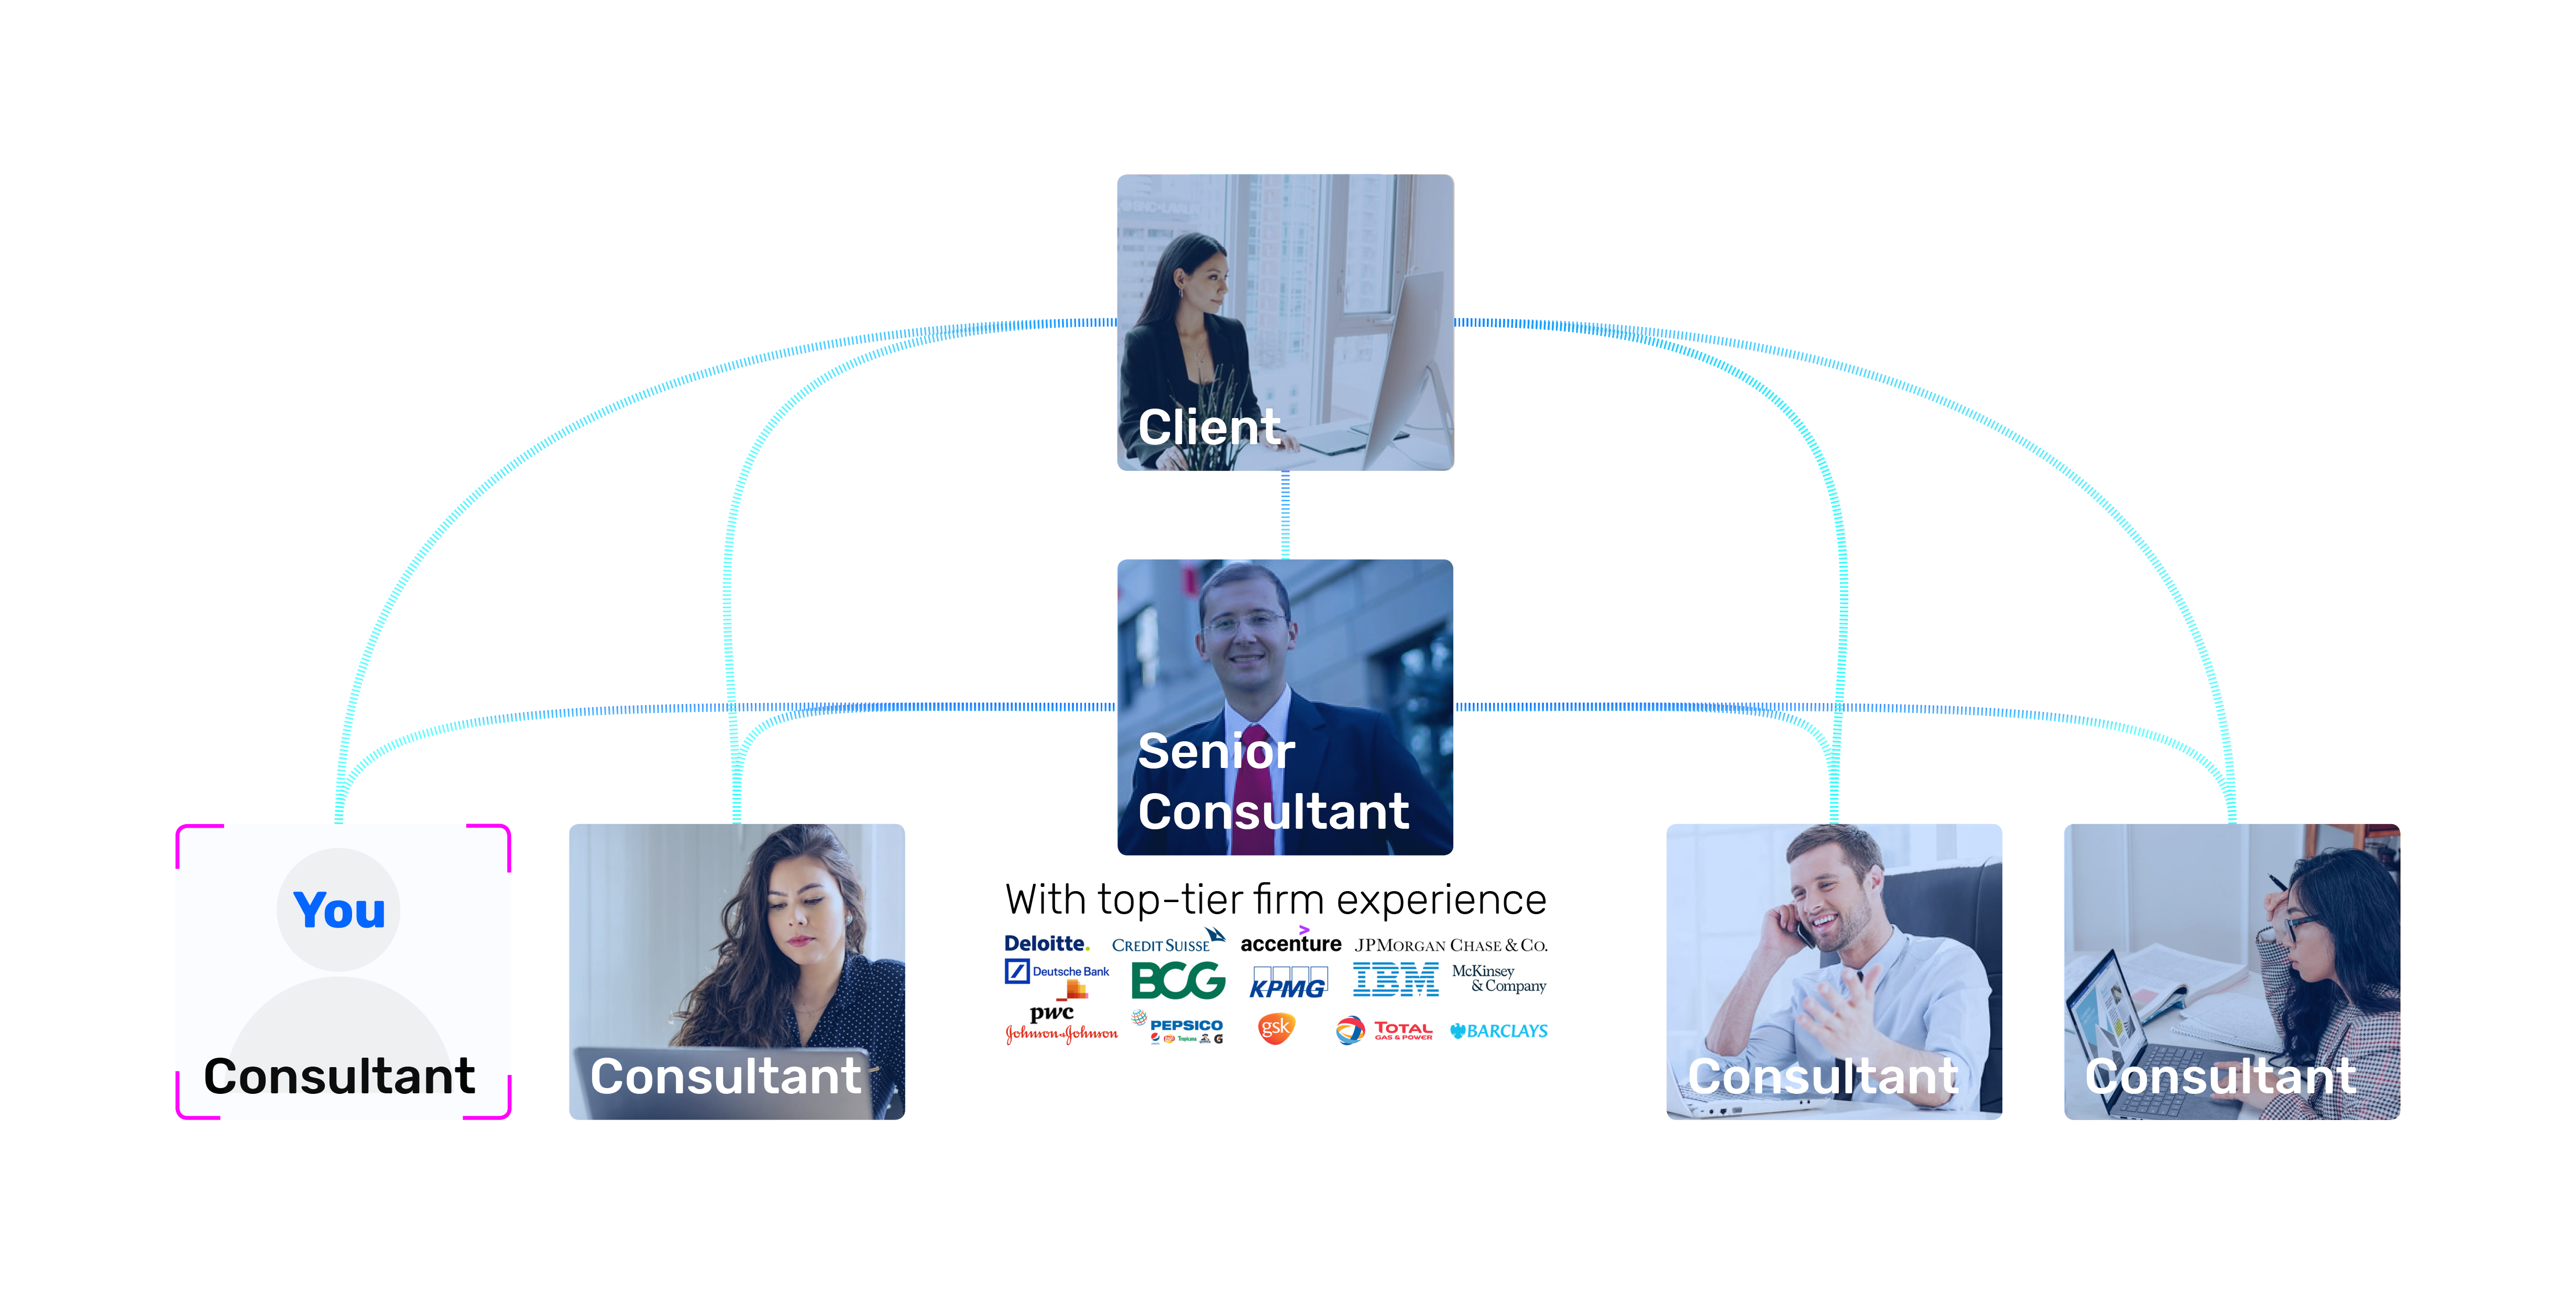 Client
Senior
Consultant
You
Consultant
Consultant
With top-tier firm experience
Deloitte.
CREDIT SUISSE
accenture
JPMORGAN CHASE & CO.
Deutsche Bank
BCG
KPMG
IBM
McKinsey
& Company
pwc
Johnson & Johnson
PEPSICO
Tropicana
G
gsk
TOTAL
GAS & POWER
BARCLAYS
Consultant
Consultant